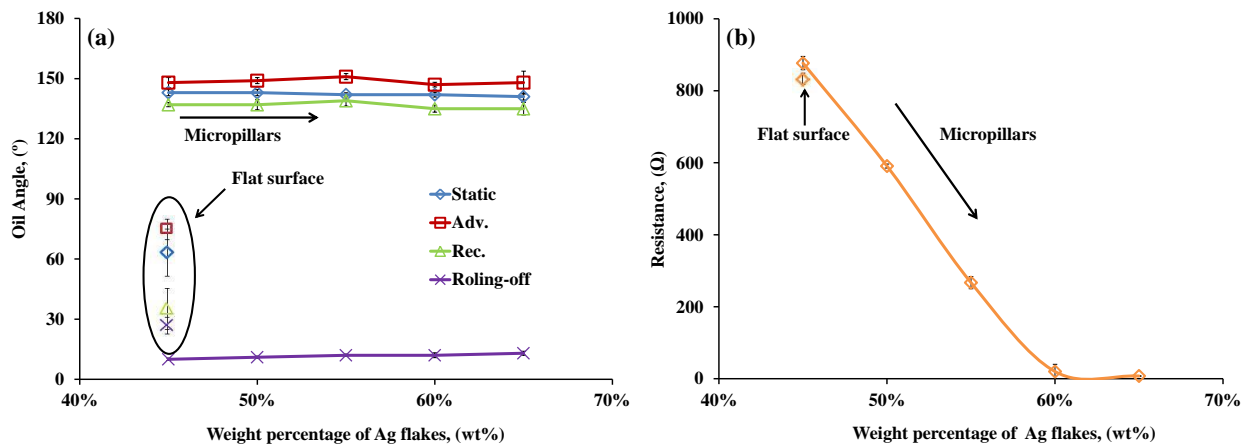 (a)
180
150
120
90
60
30
0
40%
50%
60%
70%
Oil Angle, (º)
Weight percentage of Ag flakes, (wt%)
Micropillars
Flat surface
Static
Adv.
Rec.
Roling-off
(b)
1000
800
600
400
200
0
40%
50%
60%
70%
Resistance, (Ω)
Weight percentage of Ag flakes, (wt%)
Flat surface
Micropillars